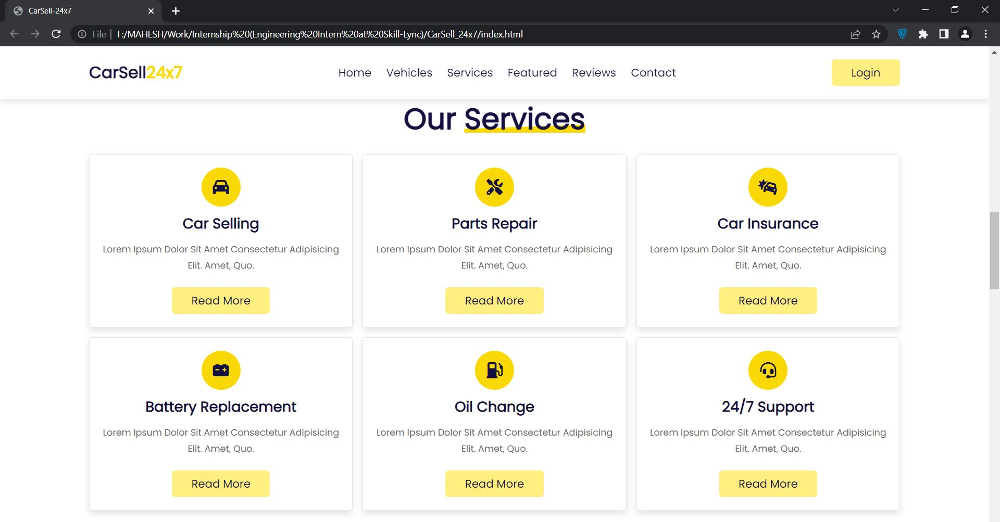 CarSell-24x7
File | F:/MAHESH/Work/Internship%20(Engineering%20Intern%20at%20Skill-Lync)/CarSell_24x7/index.html
CarSell24x7
Home Vehicles Services Featured Reviews Contact
Login
Our Services
Car Selling
Lorem Ipsum Dolor Sit Amet Consectetur Adipisicing
Elit. Amet, Quo.
Read More
Parts Repair
Lorem Ipsum Dolor Sit Amet Consectetur Adipisicing
Elit. Amet, Quo.
Read More
Car Insurance
Lorem Ipsum Dolor Sit Amet Consectetur Adipisicing
Elit. Amet, Quo.
Read More
Battery Replacement
Lorem Ipsum Dolor Sit Amet Consectetur Adipisicing
Elit. Amet, Quo.
Read More
Oil Change
Lorem Ipsum Dolor Sit Amet Consectetur Adipisicing
Elit. Amet, Quo.
Read More
24/7 Support
Lorem Ipsum Dolor Sit Amet Consectetur Adipisicing
Elit. Amet, Quo.
Read More